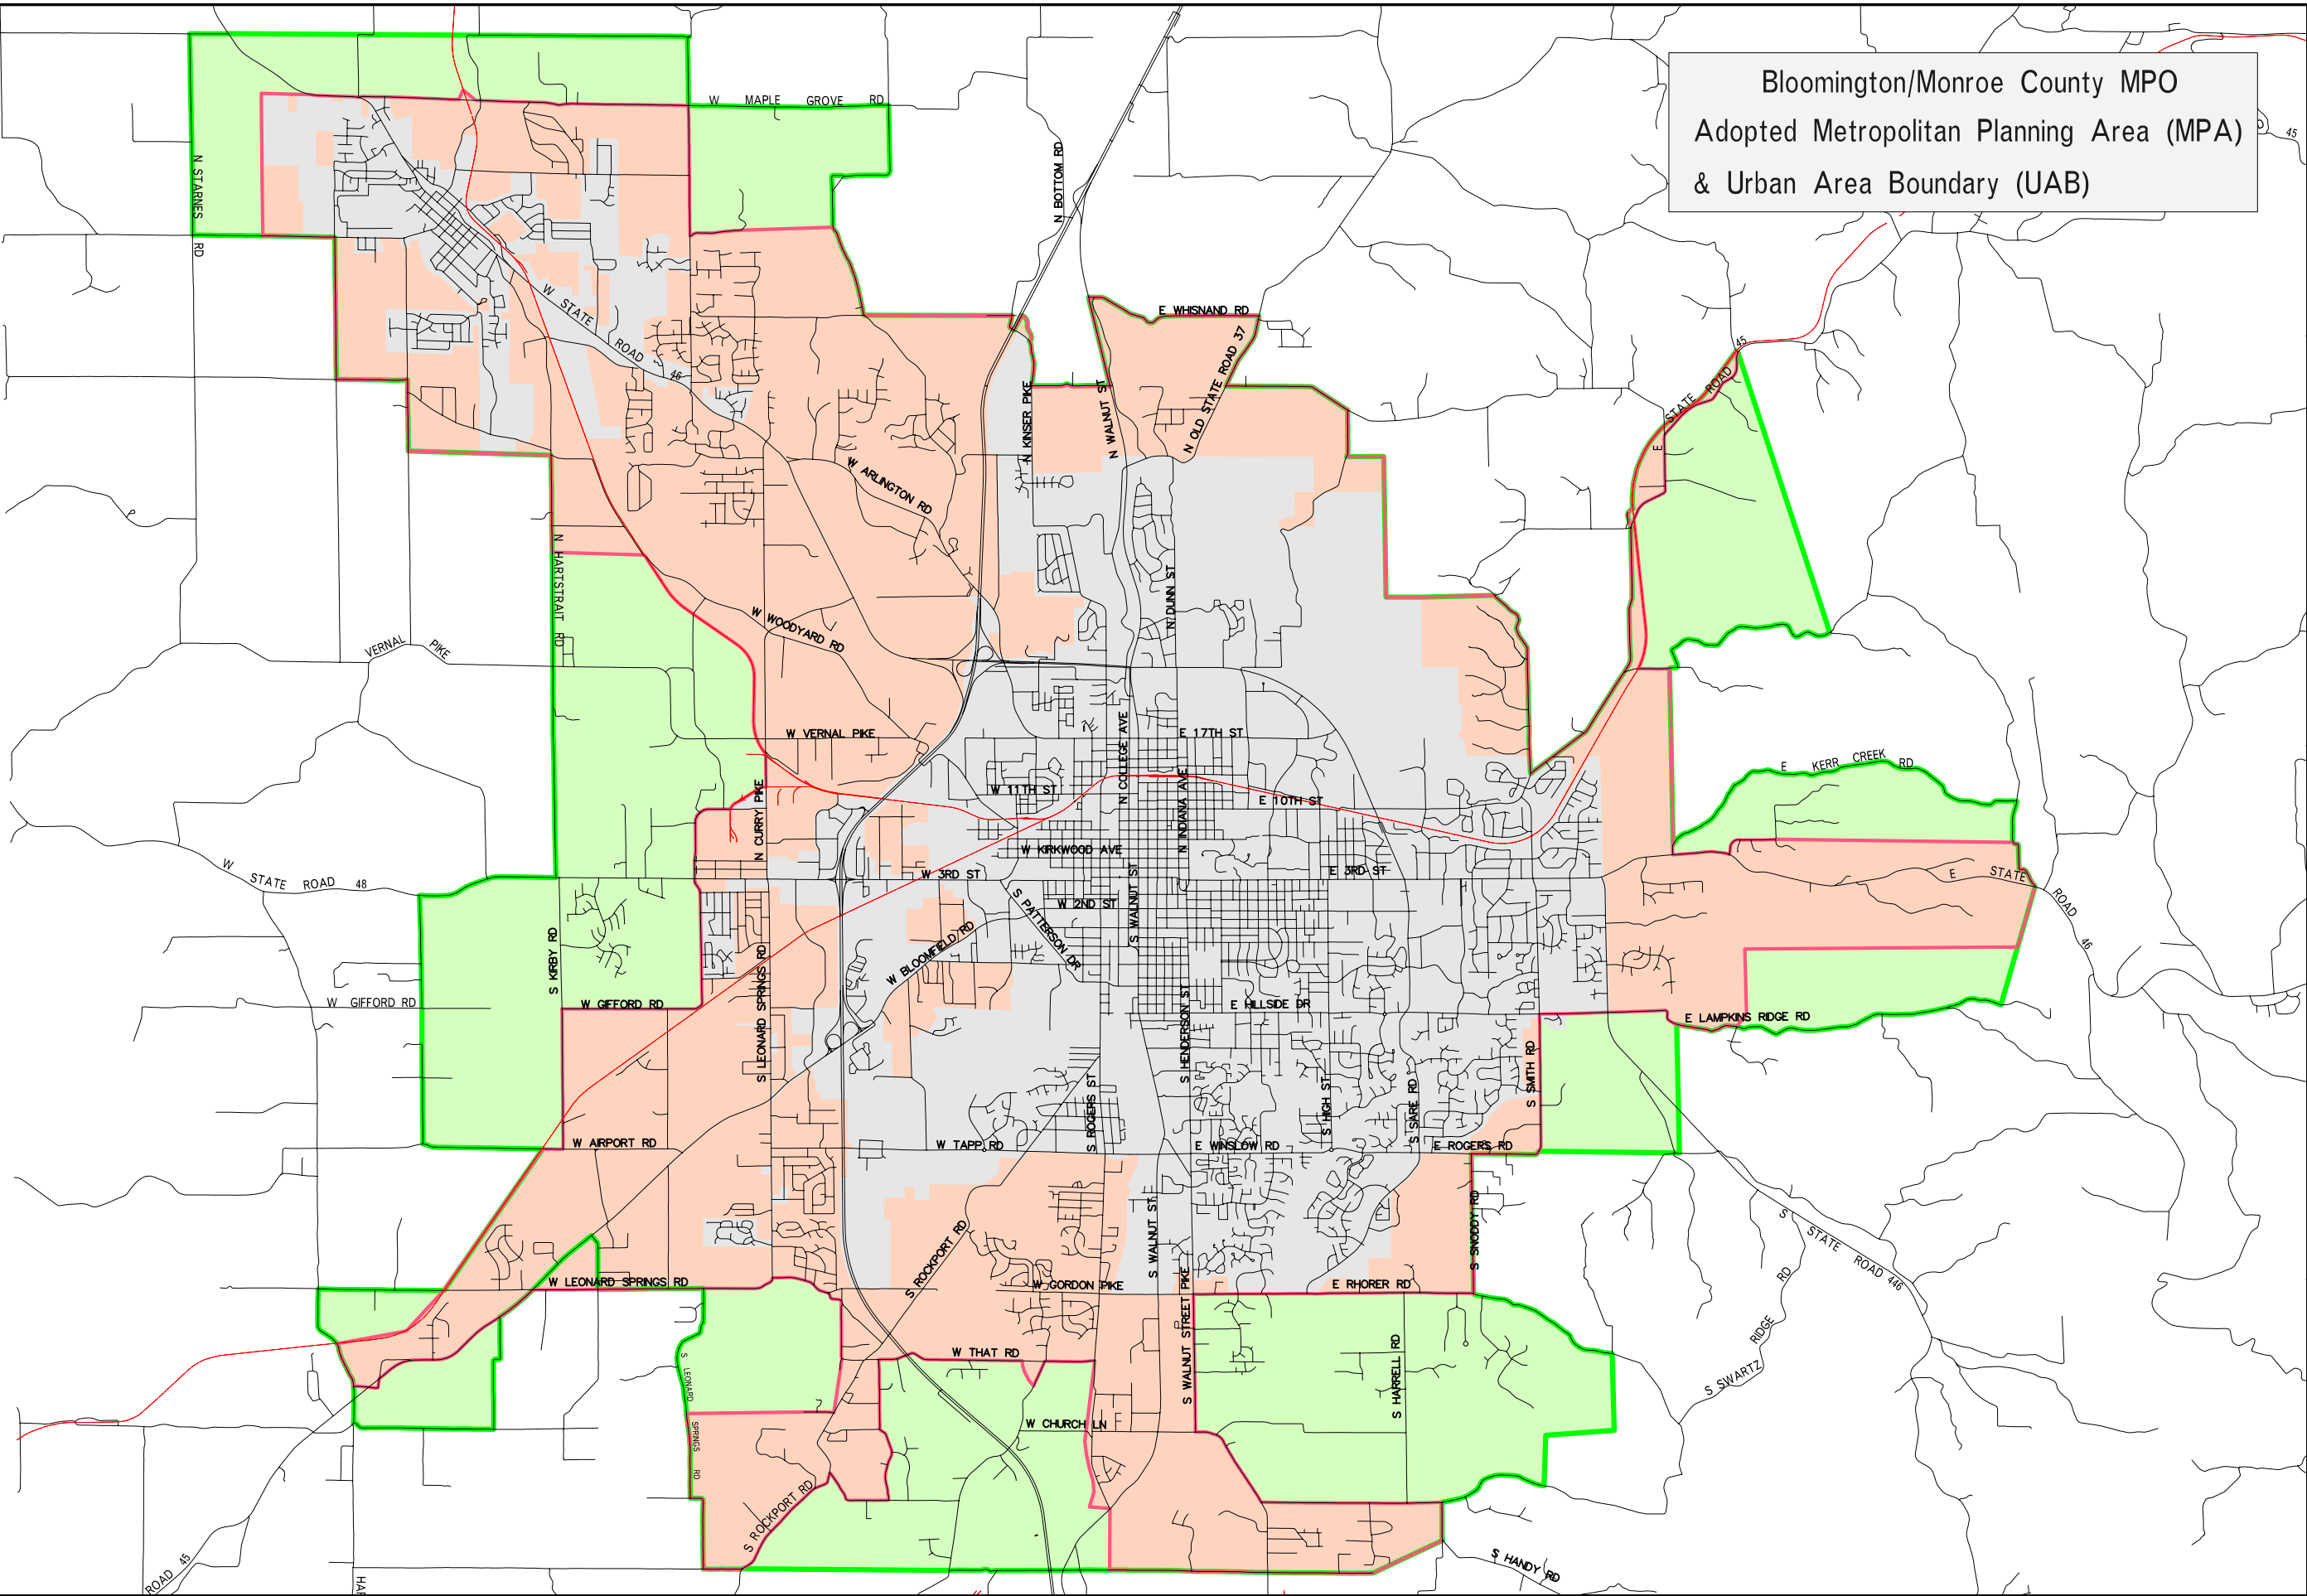 Bloomington/Monroe County MPO
Adopted Metropolitan Planning Area (MPA)
& Urban Area Boundary (UAB)
W MAPLE GROVE RD
45
N STARNES RD
N BOTTOM RD
W STATE ROAD 46
E WHISNAND RD
N OLD STATE ROAD 37
N KINSER PIKE
N WALNUT ST
E STATE ROAD 45
W ARLINGTON RD
N HARTSTRAIT RD
N DUNN ST
W WOODYARD RD
VERNAL PIKE
W VERNAL PIKE
E 17TH ST
N COLLEGE AVE
N INDIANA AVE
E KERR CREEK RD
W 11TH ST
E 10TH ST
N CURRY PIKE
W KIRKWOOD AVE
W STATE ROAD 48
W 3RD ST
E 3RD ST
E STATE ROAD 46
S PATTERSON DR
W 2ND ST
S WALNUT ST
S KIRBY RD
S LEONARD SPRINGS RD
W BLOOMFIELD RD
W GIFFORD RD
W GIFFORD RD
E HILLSIDE DR
S HENDERSON ST
E LAMPKINS RIDGE RD
S SMITH RD
S ROGERS ST
S HIGH ST
S SARE RD
W AIRPORT RD
W TAPP RD
E WINSLOW RD
E ROGERS RD
S WALNUT ST
S SNODDY RD
S STATE ROAD 446
S ROCKPORT RD
W LEONARD SPRINGS RD
W GORDON PIKE
E RHORER RD
S WALNUT STREET PIKE
S SWARTZ RIDGE RD
W THAT RD
S HARRELL RD
S LEONARD SPRINGS RD
W CHURCH LN
S ROCKPORT RD
S HANDY RD
ROAD 45
HAR